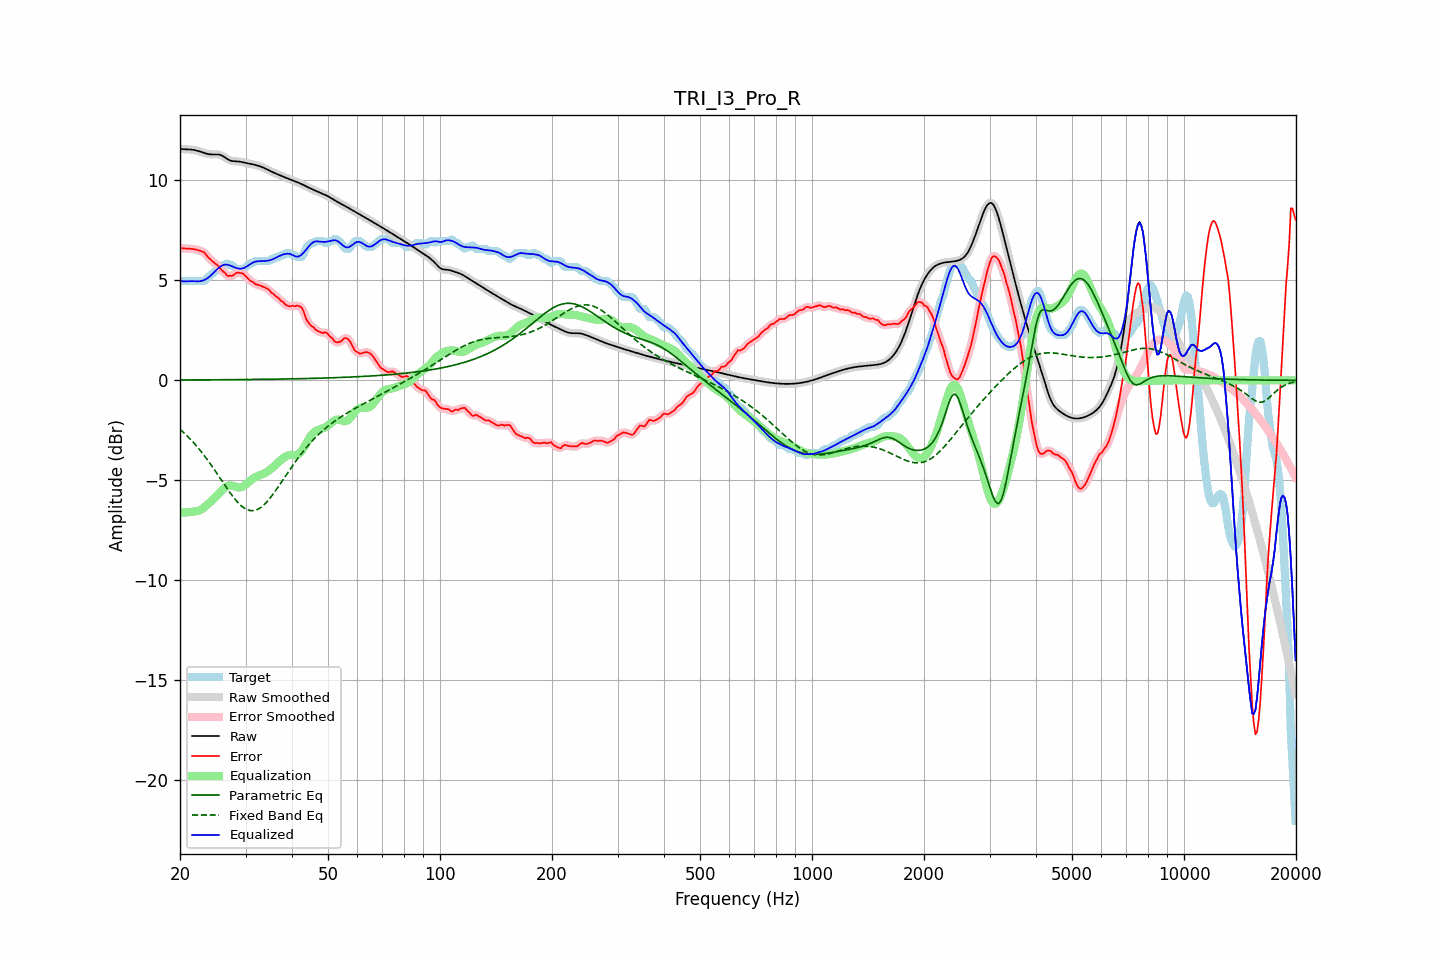 TRI_I3_Pro_R
Amplitude (dBr)
10
5
0
−5
−10
−15
−20
Target
Raw Smoothed
Error Smoothed
Raw
Error
Equalization
Parametric Eq
Fixed Band Eq
Equalized
20 50 100 200 500 1000 2000 5000 10000 20000
Frequency (Hz)